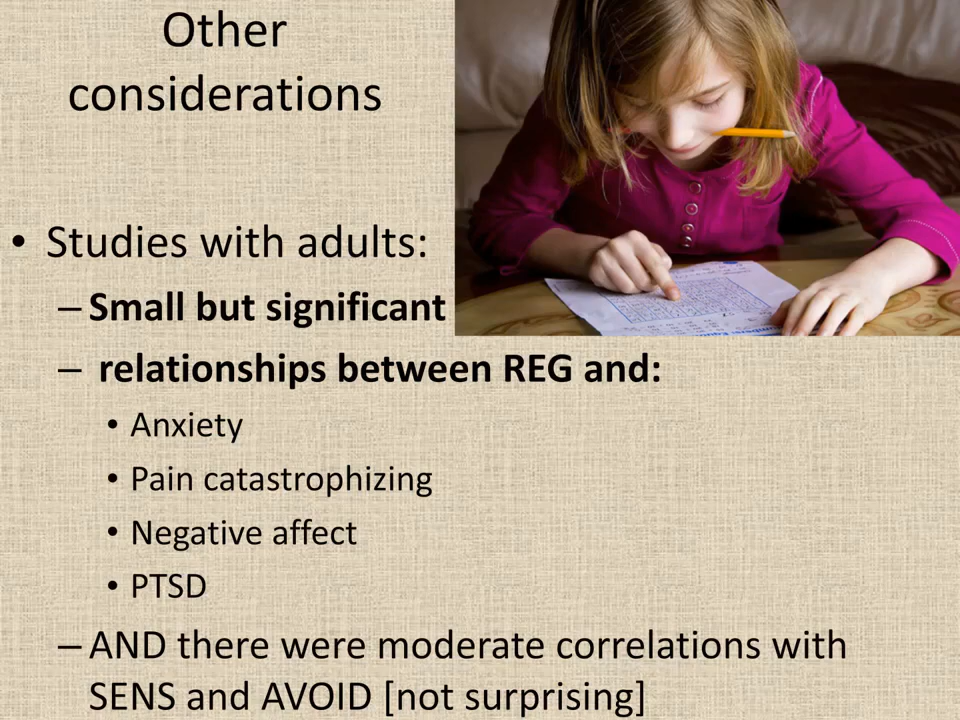 Other
considerations
• Studies with adults:
– Small but significant
– relationships between REG and:
• Anxiety
• Pain catastrophizing
• Negative affect
• PTSD
– AND there were moderate correlations with
SENS and AVOID [not surprising]